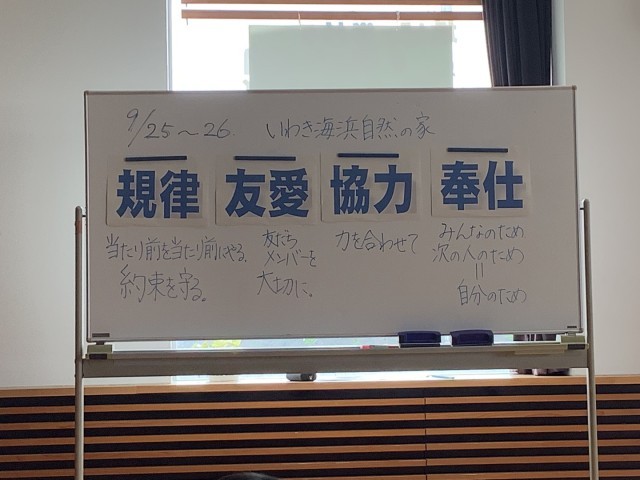 9/25～26. いわき海浜自然の家
規律 友愛 協力 奉仕
当たり前を当たり前にやる。
約束を守る。
友だち
メンバーを
大切に。
力を合わせて
みんなのため
次の人のため
=
自分のため